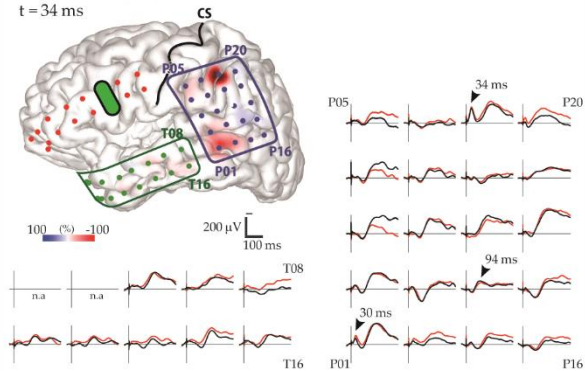 t = 34 ms
CS
P20
P05
T08
P16
P01
T16
100 (%) -100
200 μV
100 ms
P05
34 ms
P20
94 ms
30 ms
P01
P16
T08
n.a
n.a
T16